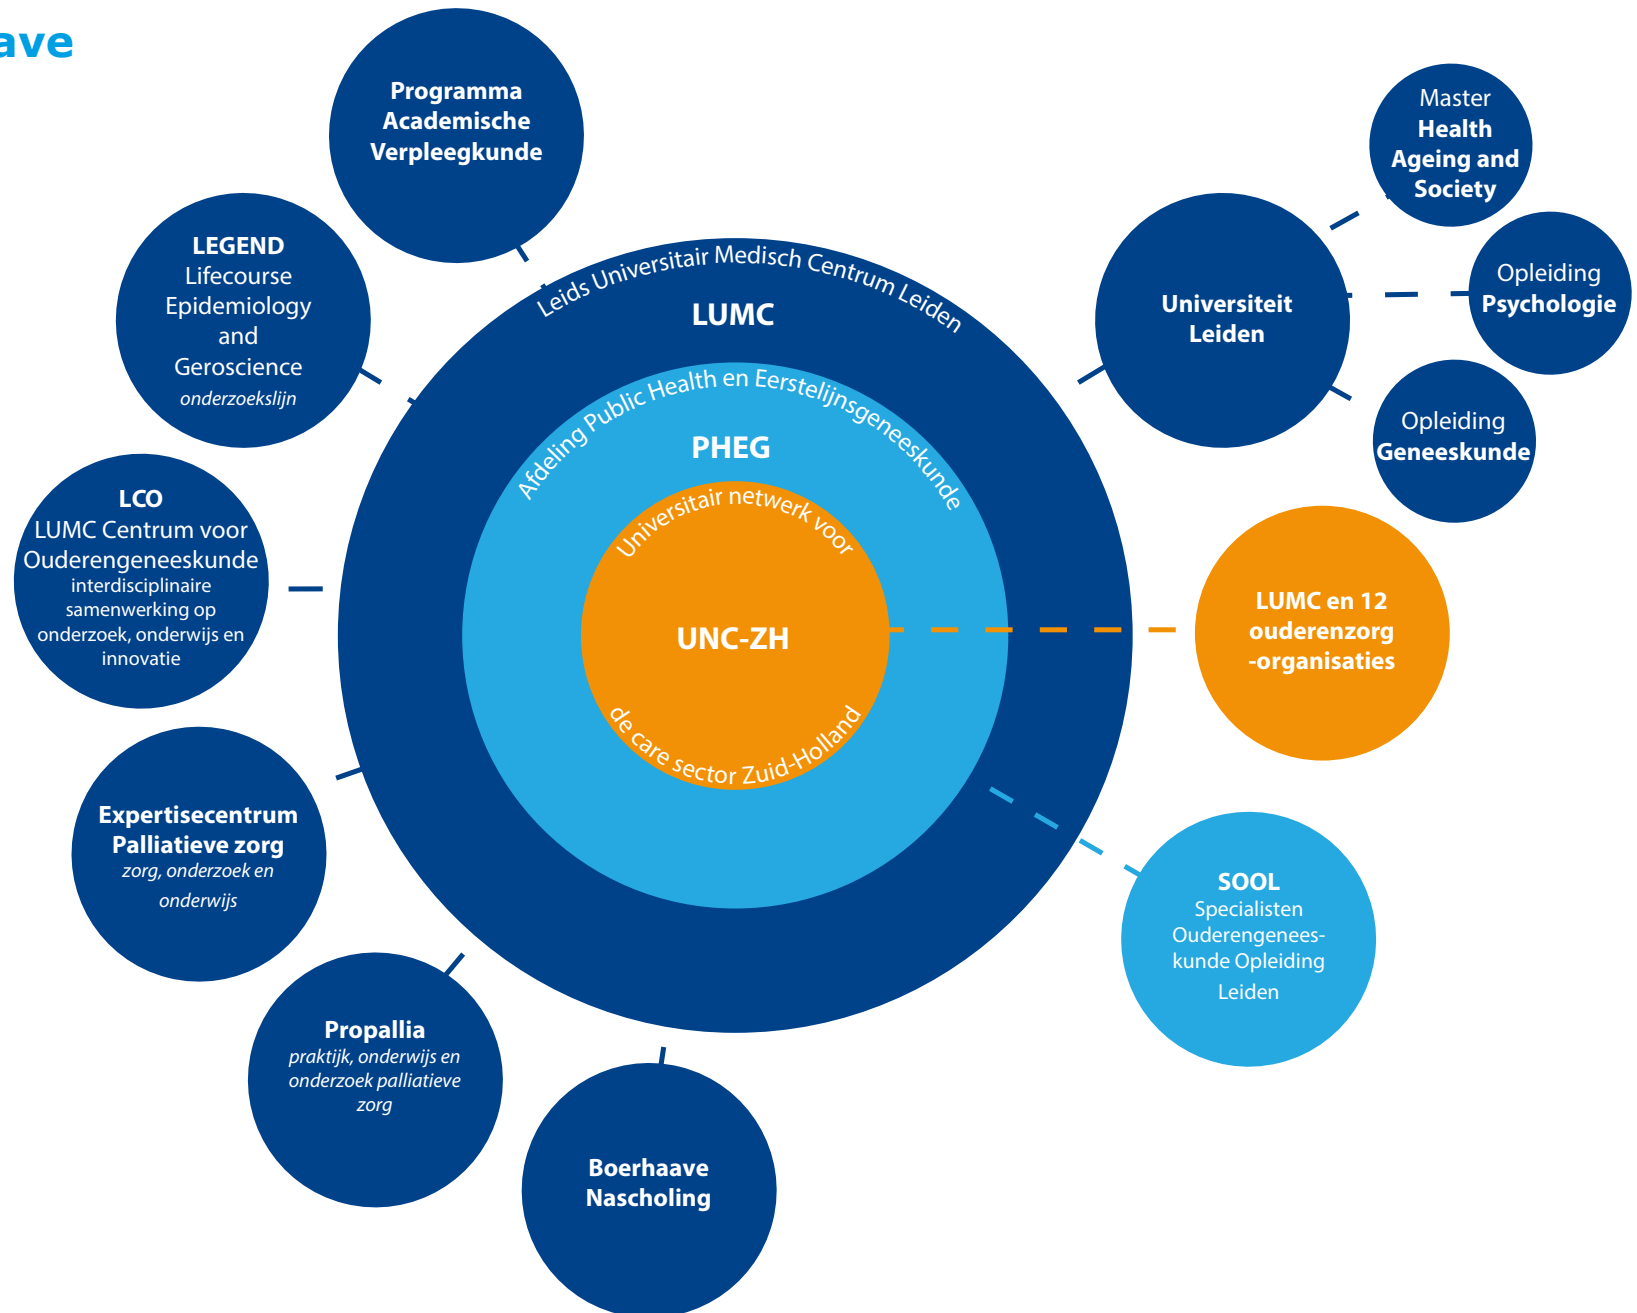 ave
Programma
Academische
Verpleegkunde
LEGEND
Lifecourse
Epidemiology
and
Geroscience
onderzoekslijn
LCO
LUMC Centrum voor
Ouderengeneeskunde
interdisciplinaire
samenwerking op
onderzoek, onderwijs en
innovatie
Expertisecentrum
Palliatieve zorg
zorg, onderzoek en
onderwijs
Propallia
praktijk, onderwijs en
onderzoek palliatieve
zorg
Boerhaave
Nascholing
Leids Universitair Medisch Centrum Leiden
LUMC
Afdeling Public Health en Eerstelijnsgeneeskunde
PHEG
Universitair netwerk voor
UNC-ZH
de care sector Zuid-Holland
Universiteit
Leiden
Master
Health
Ageing and
Society
Opleiding
Psychologie
Opleiding
Geneeskunde
LUMC en 12
ouderenzorg
-organisaties
SOOL
Specialisten
Ouderengenees-
kunde Opleiding
Leiden